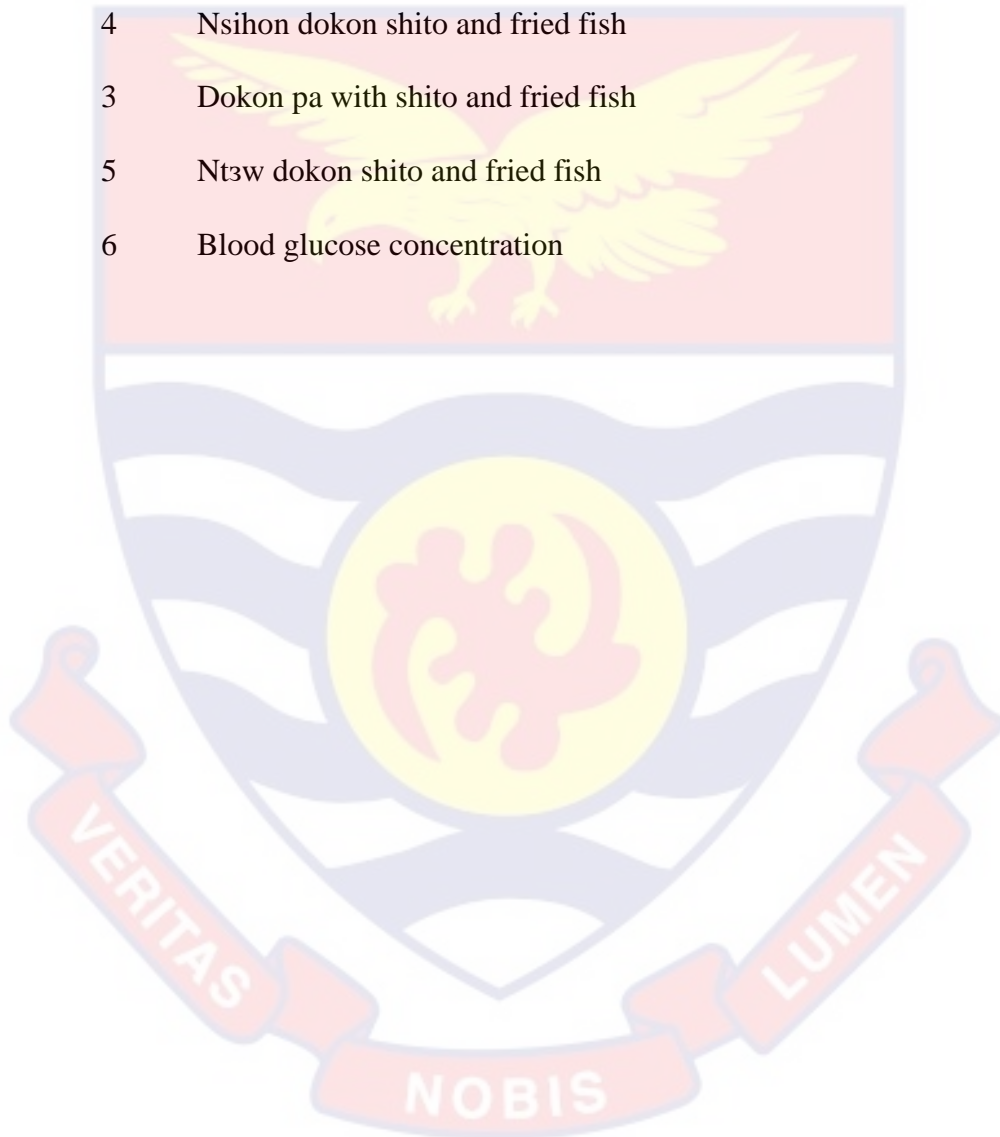 4 Nsihon dokon shito and fried fish
3 Dokon pa with shito and fried fish
5 Ntɜw dokon shito and fried fish
6 Blood glucose concentration
VERITAS
NOBIS
LUMEN